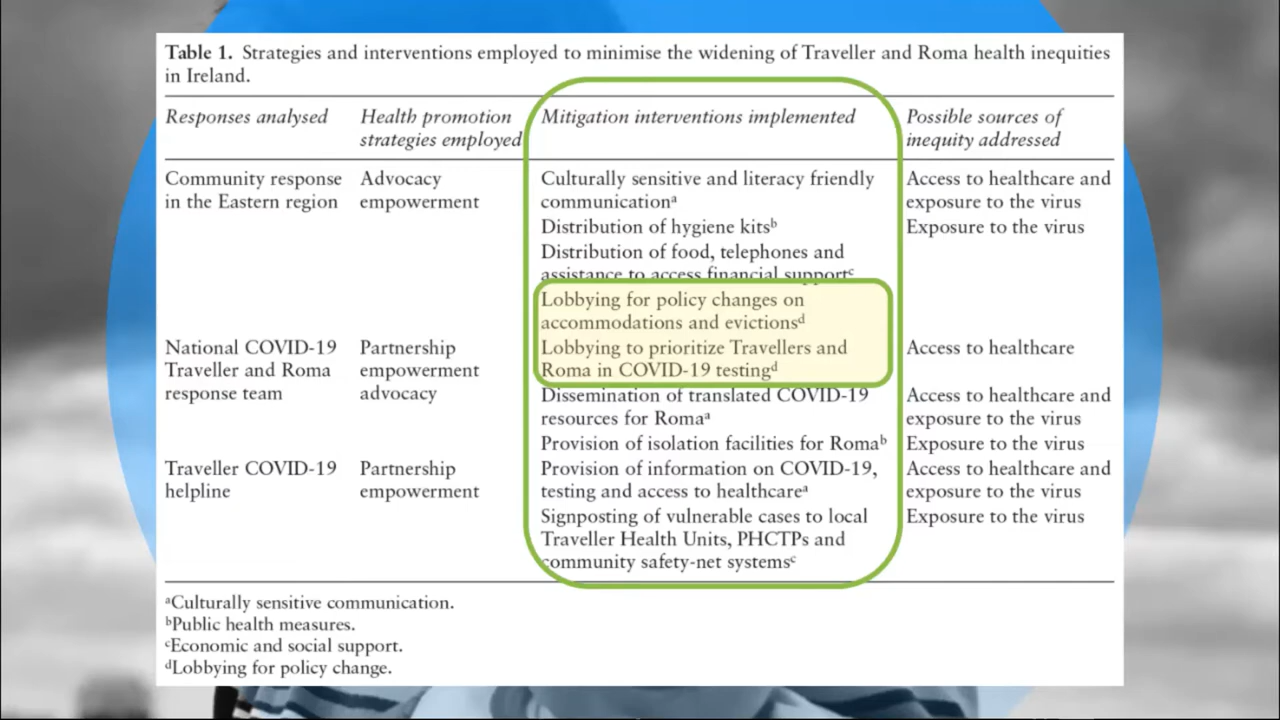 Table 1. Strategies and interventions employed to minimise the widening of Traveller and Roma health inequities
in Ireland.
Responses analysed
Health promotion
strategies employed
Mitigation interventions implemented
Possible sources of
inequity addressed
Community response
in the Eastern region
Advocacy
empowerment
Culturally sensitive and literacy friendly
communicationᵃ
Access to healthcare and
exposure to the virus
Distribution of hygiene kitsᵇ
Exposure to the virus
Distribution of food, telephones and
assistance to access financial supportᶜ
Lobbying for policy changes on
accommodations and evictionsᵈ
National COVID-19
Traveller and Roma
response team
Partnership
empowerment
advocacy
Lobbying to prioritize Travellers and
Roma in COVID-19 testingᵈ
Access to healthcare
Dissemination of translated COVID-19
resources for Romaᵃ
Access to healthcare and
exposure to the virus
Provision of isolation facilities for Romaᵇ
Exposure to the virus
Traveller COVID-19
helpline
Partnership
empowerment
Provision of information on COVID-19,
testing and access to healthcareᵃ
Access to healthcare and
exposure to the virus
Signposting of vulnerable cases to local
Traveller Health Units, PHCTPs and
community safety-net systemsᶜ
Exposure to the virus
ᵃCulturally sensitive communication.
ᵇPublic health measures.
ᶜEconomic and social support.
ᵈLobbying for policy change.